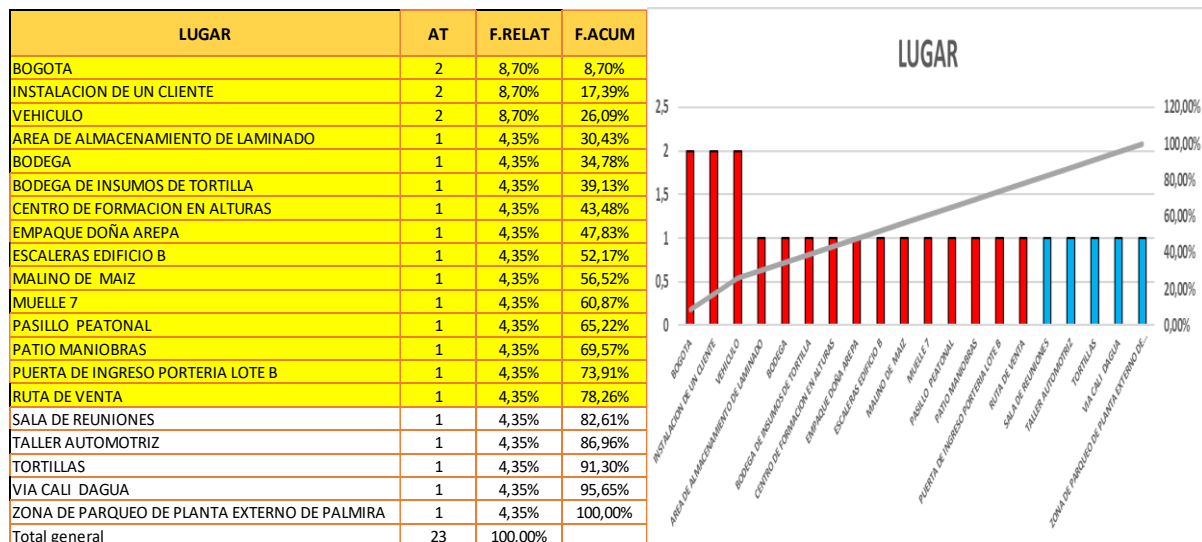 LUGAR AT F.RELAT F.ACUM
BOGOTA 2 8,70% 8,70%
INSTALACION DE UN CLIENTE 2 8,70% 17,39%
VEHICULO 2 8,70% 26,09%
AREA DE ALMACENAMIENTO DE LAMINADO 1 4,35% 30,43%
BODEGA 1 4,35% 34,78%
BODEGA DE INSUMOS DE TORTILLA 1 4,35% 39,13%
CENTRO DE FORMACION EN ALTURAS 1 4,35% 43,48%
EMPAQUE DOÑA AREPA 1 4,35% 47,83%
ESCALERAS EDIFICIO B 1 4,35% 52,17%
MALINO DE MAIZ 1 4,35% 56,52%
MUELLE 7 1 4,35% 60,87%
PASILLO PEATONAL 1 4,35% 65,22%
PATIO MANIOBRAS 1 4,35% 69,57%
PUERTA DE INGRESO PORTERIA LOTE B 1 4,35% 73,91%
RUTA DE VENTA 1 4,35% 78,26%
SALA DE REUNIONES 1 4,35% 82,61%
TALLER AUTOMOTRIZ 1 4,35% 86,96%
TORTILLAS 1 4,35% 91,30%
VIA CALI DAGUA 1 4,35% 95,65%
ZONA DE PARQUEO DE PLANTA EXTERNO DE PALMIRA 1 4,35% 100,00%
Total general 23 100,00%
LUGAR
2,5
2
1,5
1
0,5
0
120,00%
100,00%
80,00%
60,00%
40,00%
20,00%
0,00%
BOGOTA
INSTALACION DE UN CLIENTE
VEHICULO
AREA DE ALMACENAMIENTO DE LAMINADO
BODEGA
BODEGA DE INSUMOS DE TORTILLA
CENTRO DE FORMACION EN ALTURAS
EMPAQUE DOÑA AREPA
ESCALERAS EDIFICIO B
MALINO DE MAIZ
MUELLE 7
PASILLO PEATONAL
PATIO MANIOBRAS
PUERTA DE INGRESO PORTERIA LOTE B
RUTA DE VENTA
SALA DE REUNIONES
TALLER AUTOMOTRIZ
TORTILLAS
VIA CALI DAGUA
ZONA DE PARQUEO DE PLANTA EXTERNO DE...